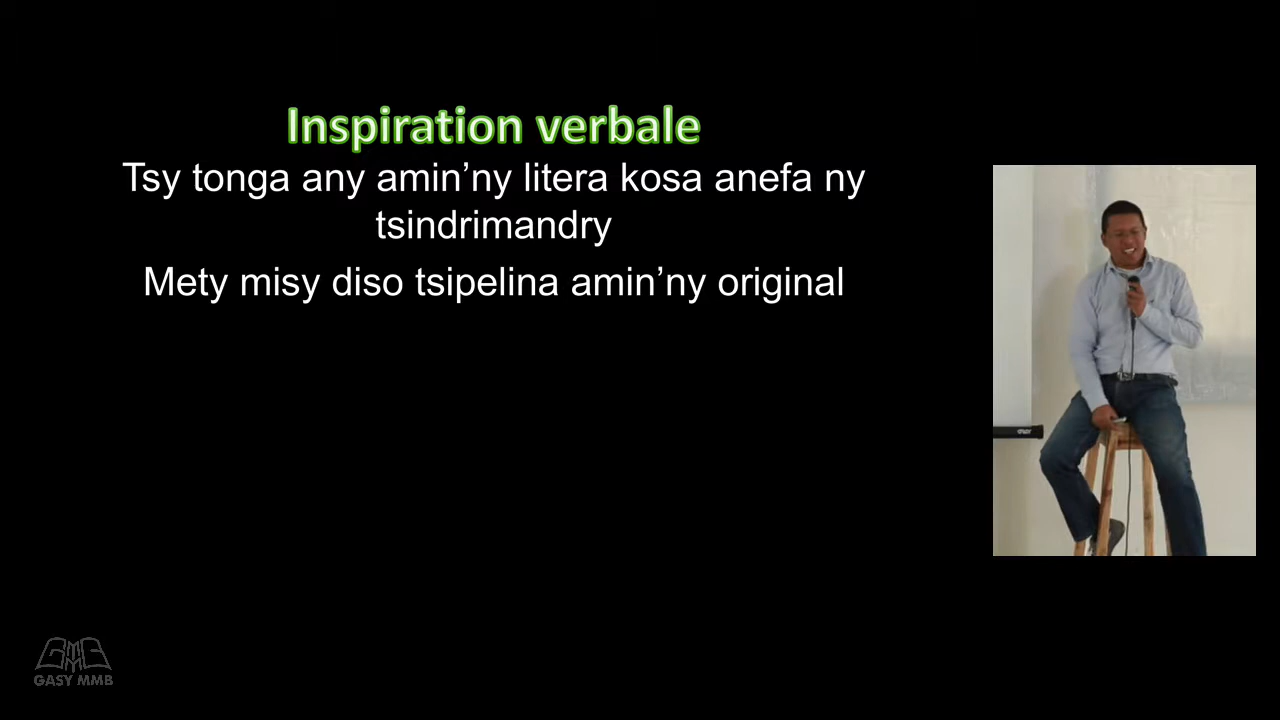 Inspiration verbale
Tsy tonga any amin’ny litera kosa anefa ny
tsindrimandry
Mety misy diso tsipelina amin’ny original
GASY MMB